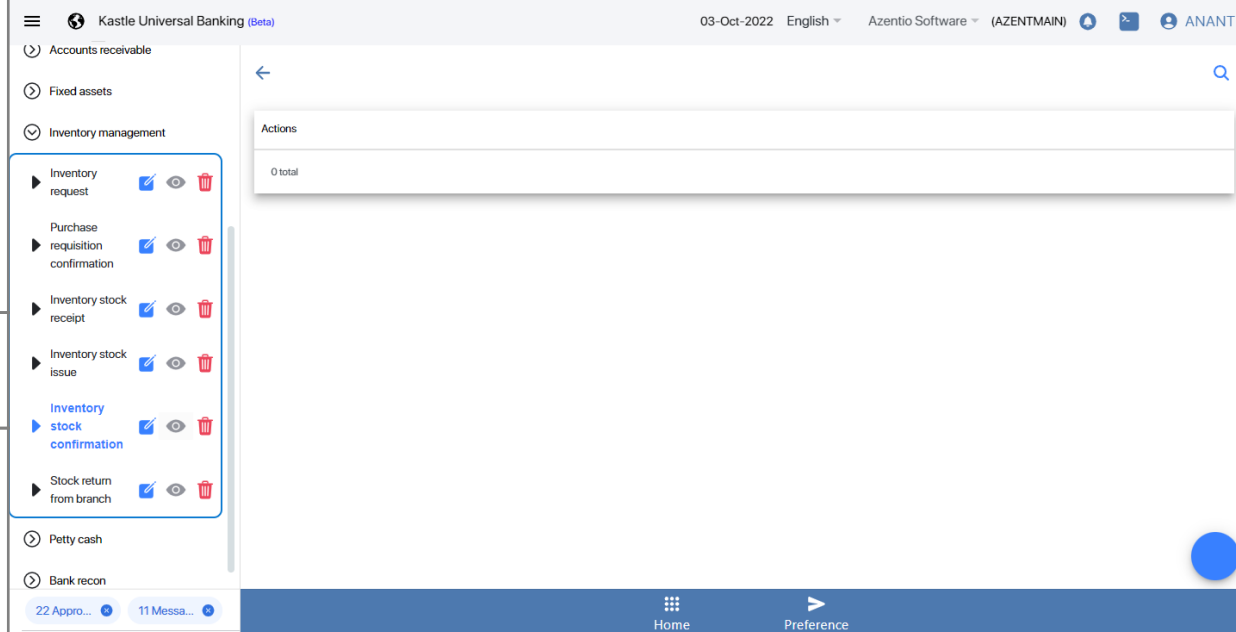 Kastle Universal Banking (Beta)
03-Oct-2022 English Azentio Software (AZENTMAIN) ANANT
Accounts receivable
Fixed assets
Inventory management
Inventory
request
Purchase
requisition
confirmation
Inventory stock
receipt
Inventory stock
issue
Inventory
stock
confirmation
Stock return
from branch
Petty cash
Bank recon
22 Appro... 11 Messa...
Actions
0 total
Home Preference